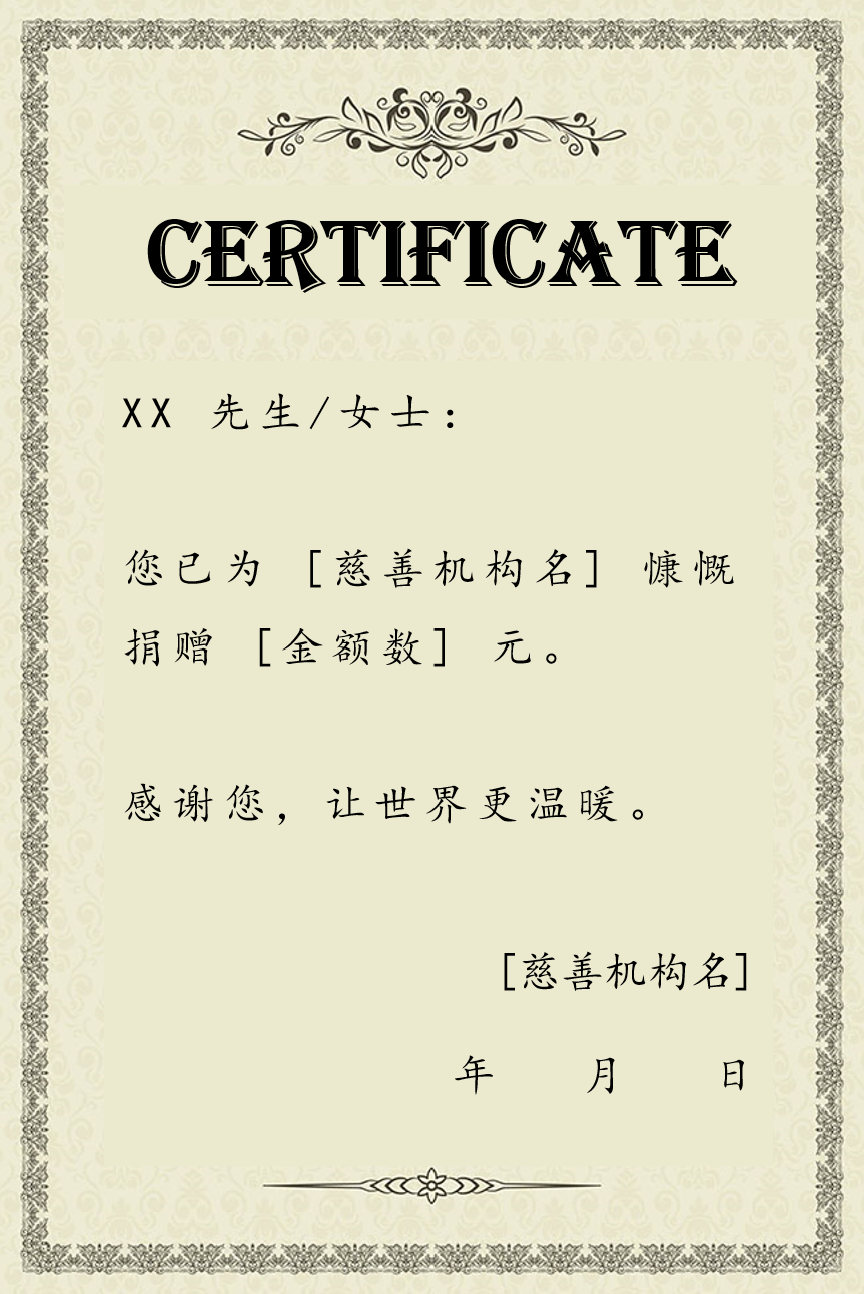 CERTIFICATE
XX 先生/女士：
您已为 [慈善机构名] 慷慨
捐赠 [金额数] 元。
感谢您，让世界更温暖。
[慈善机构名]
年 月 日